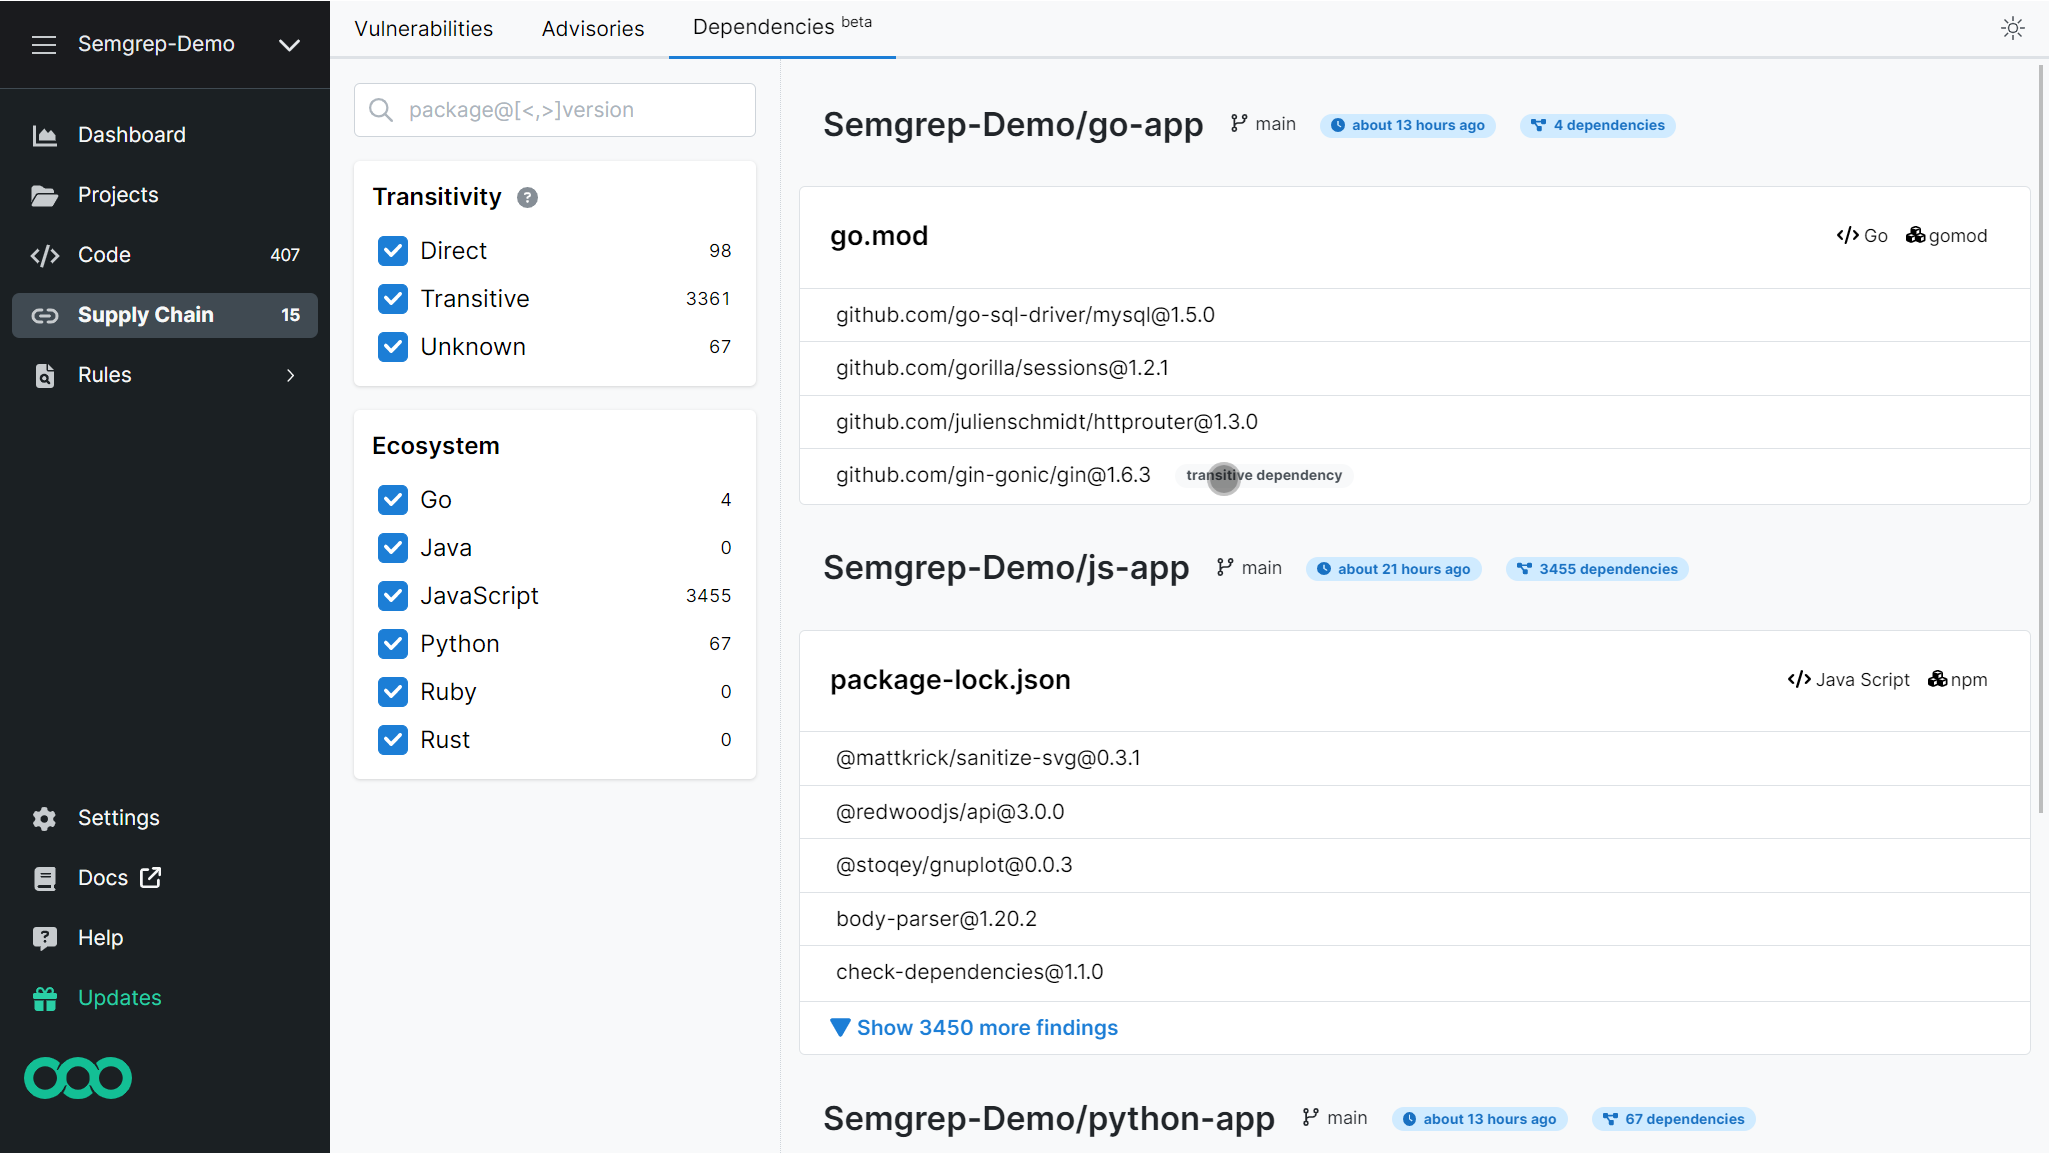 Semgrep-Demo
Dashboard
Projects
Code 407
Supply Chain 15
Rules
Settings
Docs
Help
Updates
Vulnerabilities
Advisories
Dependencies beta
package@[<,>]version
Transitivity ?
Direct 98
Transitive 3361
Unknown 67
Ecosystem
Go 4
Java 0
JavaScript 3455
Python 67
Ruby 0
Rust 0
Semgrep-Demo/go-app main about 13 hours ago 4 dependencies
go.mod </> Go gomod
github.com/go-sql-driver/mysql@1.5.0
github.com/gorilla/sessions@1.2.1
github.com/julienschmidt/httprouter@1.3.0
github.com/gin-gonic/gin@1.6.3 transitive dependency
Semgrep-Demo/js-app main about 21 hours ago 3455 dependencies
package-lock.json </> Java Script npm
@mattkrick/sanitize-svg@0.3.1
@redwoodjs/api@3.0.0
@stoqey/gnuplot@0.0.3
body-parser@1.20.2
check-dependencies@1.1.0
Show 3450 more findings
Semgrep-Demo/python-app main about 13 hours ago 67 dependencies